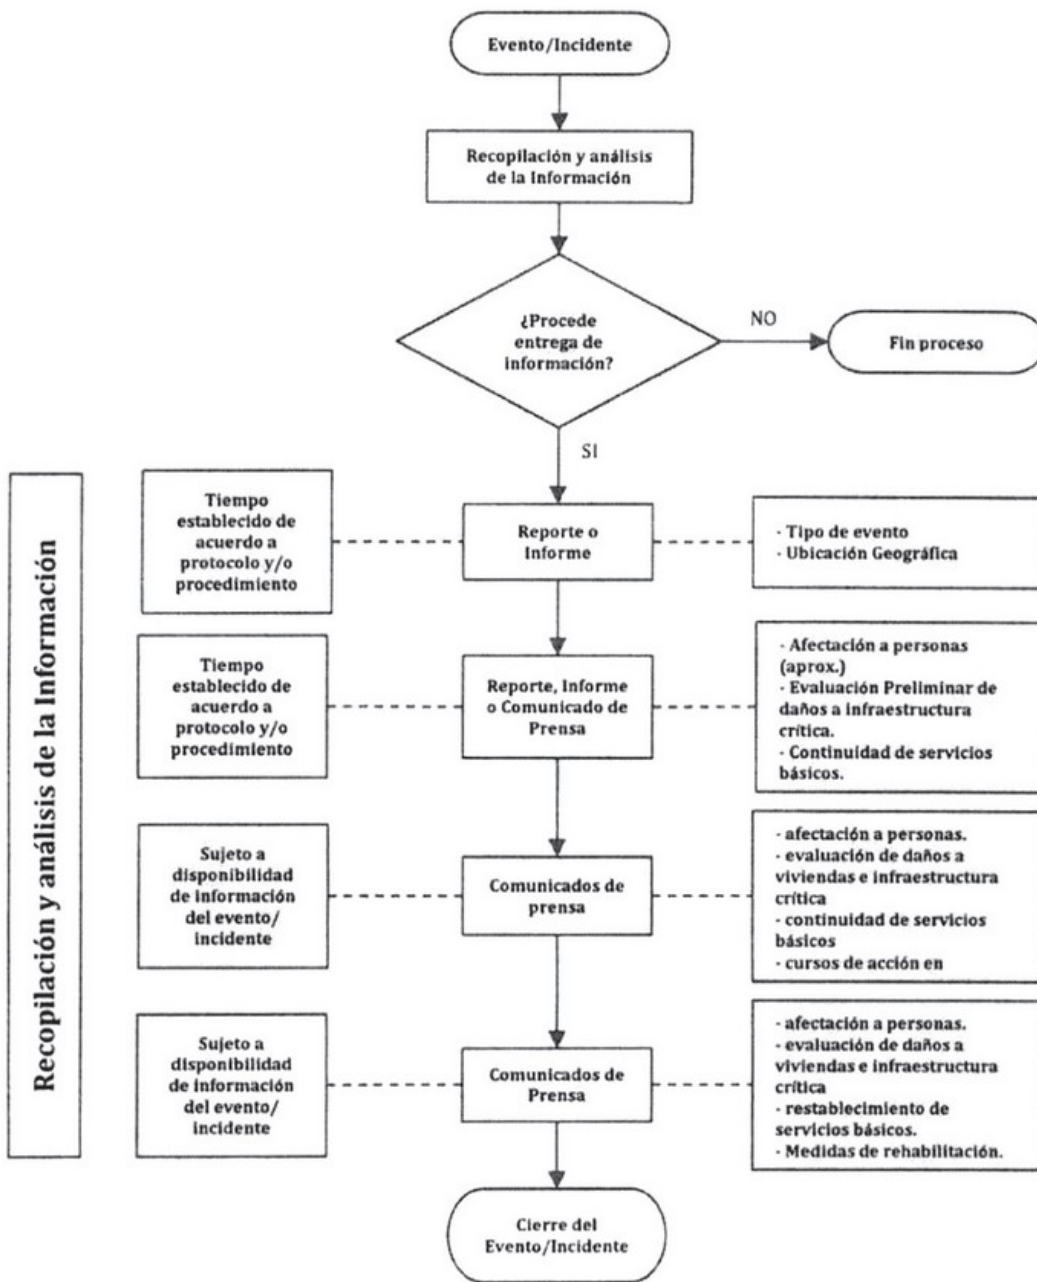 Evento/Incidente
Recopilación y análisis
de la Información
¿Procede
entrega de
información?
NO
Fin proceso
SI
Recopilación y análisis de la Información
Tiempo
establecido de
acuerdo a
protocolo y/o
procedimiento
Reporte o
Informe
- Tipo de evento
- Ubicación Geográfica
Tiempo
establecido de
acuerdo a
protocolo y/o
procedimiento
Reporte, Informe
o Comunicado de
Prensa
- Afectación a personas
(aprox.)
- Evaluación Preliminar de
daños a infraestructura
crítica.
- Continuidad de servicios
básicos.
Sujeto a
disponibilidad
de información
del evento/
incidente
Comunicados de
prensa
- afectación a personas.
- evaluación de daños a
viviendas e infraestructura
crítica
- continuidad de servicios
básicos
- cursos de acción en
Sujeto a
disponibilidad
de información
del evento/
incidente
Comunicados de
Prensa
- afectación a personas.
- evaluación de daños a
viviendas e infraestructura
crítica
- restablecimiento de
servicios básicos.
- Medidas de rehabilitación.
Cierre del
Evento/Incidente